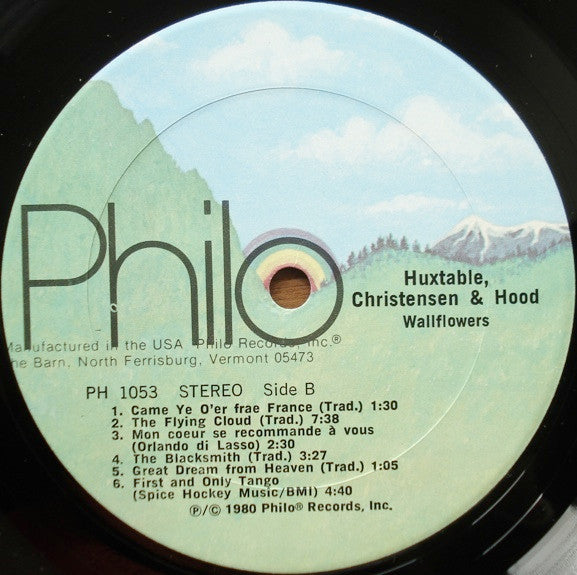 Philo
Huxtable,
Christensen & Hood
Wallflowers
Manufactured in the USA Philo Records, Inc.®
The Barn, North Ferrisburg, Vermont 05473
PH 1053 STEREO Side B
1. Came Ye O'er frae France (Trad.) 1:30
2. The Flying Cloud (Trad.) 7:38
3. Mon coeur se recommande à vous
(Orlando di Lasso) 2:30
4. The Blacksmith (Trad.) 3:27
5. Great Dream from Heaven (Trad.) 1:05
6. First and Only Tango
(Spice Hockey Music/BMI) 4:40
℗/© 1980 Philo® Records, Inc.